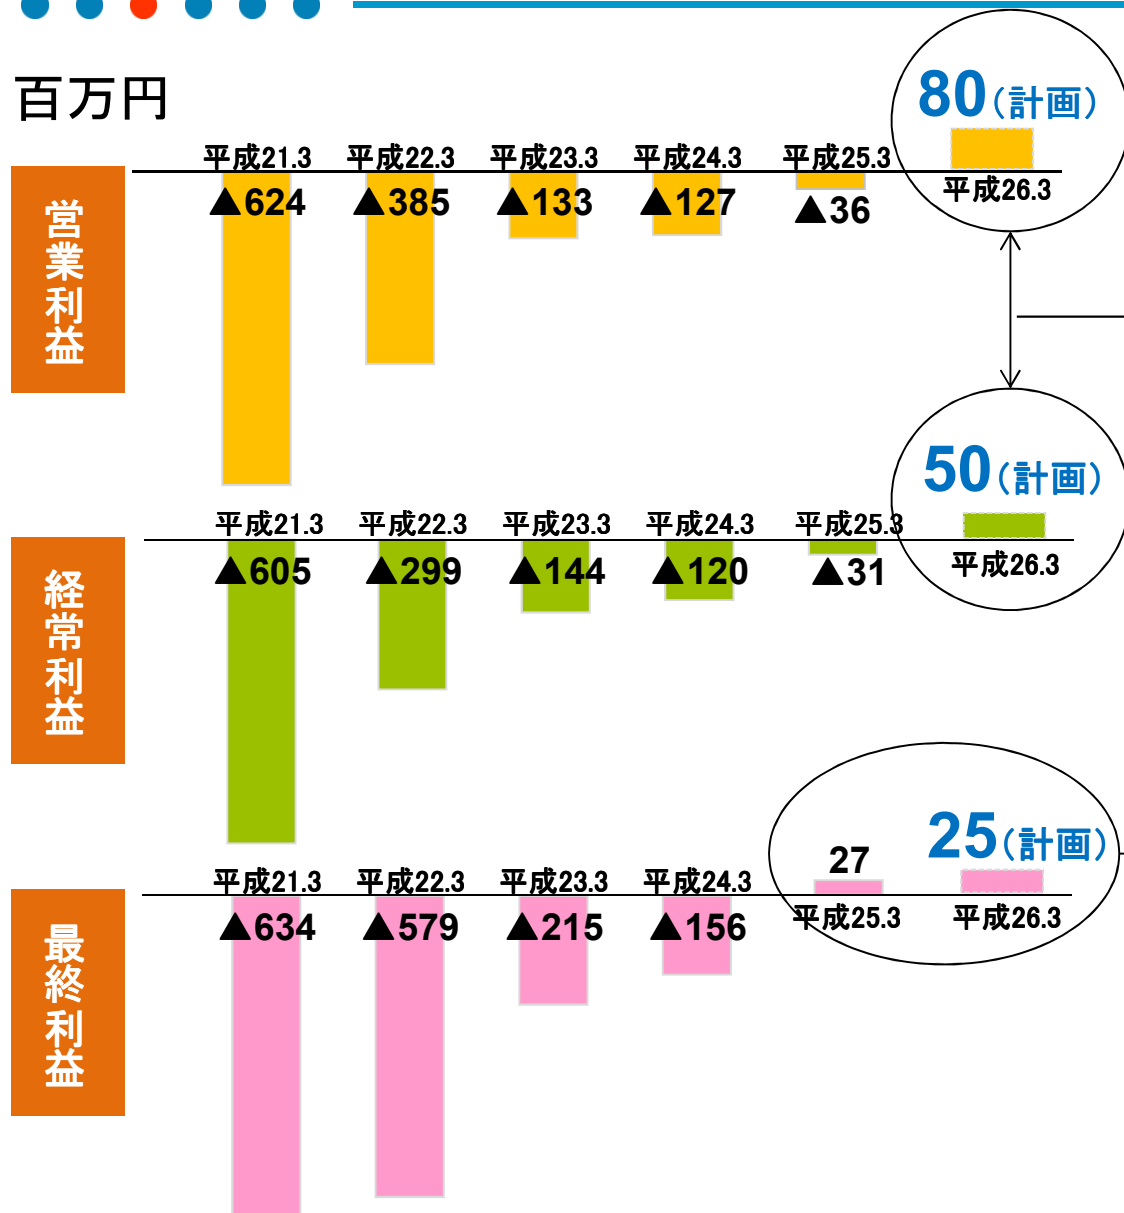 百万円
80(計画)
平成21.3 平成22.3 平成23.3 平成24.3 平成25.3
平成26.3
▲624 ▲385 ▲133 ▲127 ▲36
営業利益
50(計画)
平成21.3 平成22.3 平成23.3 平成24.3 平成25.3
平成26.3
▲605 ▲299 ▲144 ▲120 ▲31
経常利益
25(計画)
27
平成21.3 平成22.3 平成23.3 平成24.3
平成25.3 平成26.3
▲634 ▲579 ▲215 ▲156
最終利益